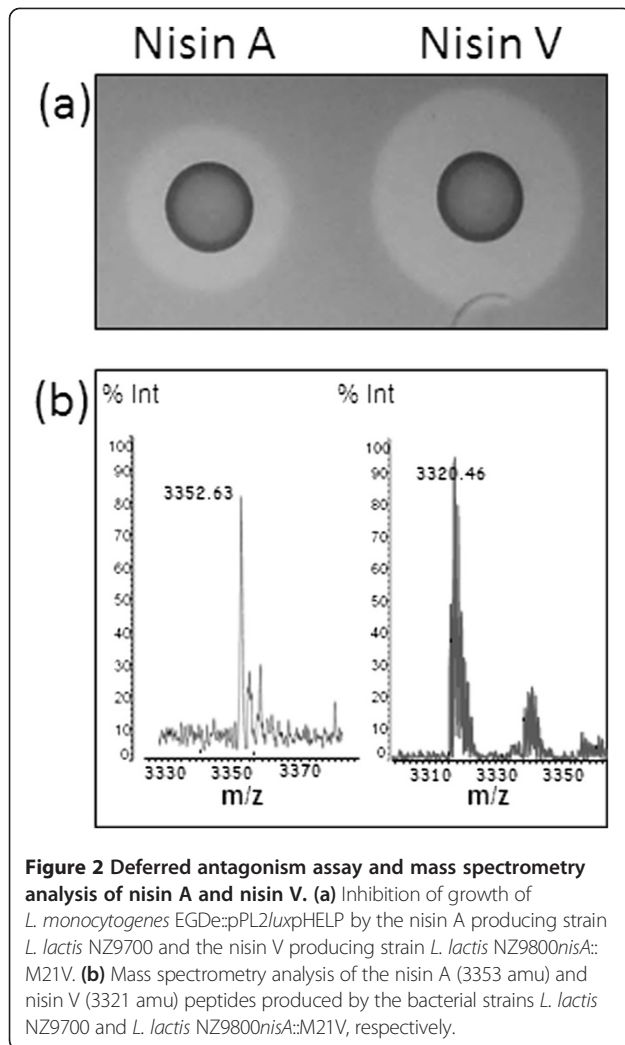 Nisin A Nisin V
(a)
(b)
% Int % Int
100 100
90 90
3352.63 3320.46
80 80
70 70
60 60
50 50
40 40
30 30
20 20
10 10
0 0
3330 3350 3370 3310 3330 3350
m/z m/z
Figure 2 Deferred antagonism assay and mass spectrometry
analysis of nisin A and nisin V. (a) Inhibition of growth of
L. monocytogenes EGDe::pPL2luxpHELP by the nisin A producing strain
L. lactis NZ9700 and the nisin V producing strain L. lactis NZ9800nisA::
M21V. (b) Mass spectrometry analysis of the nisin A (3353 amu) and
nisin V (3321 amu) peptides produced by the bacterial strains L. lactis
NZ9700 and L. lactis NZ9800nisA::M21V, respectively.